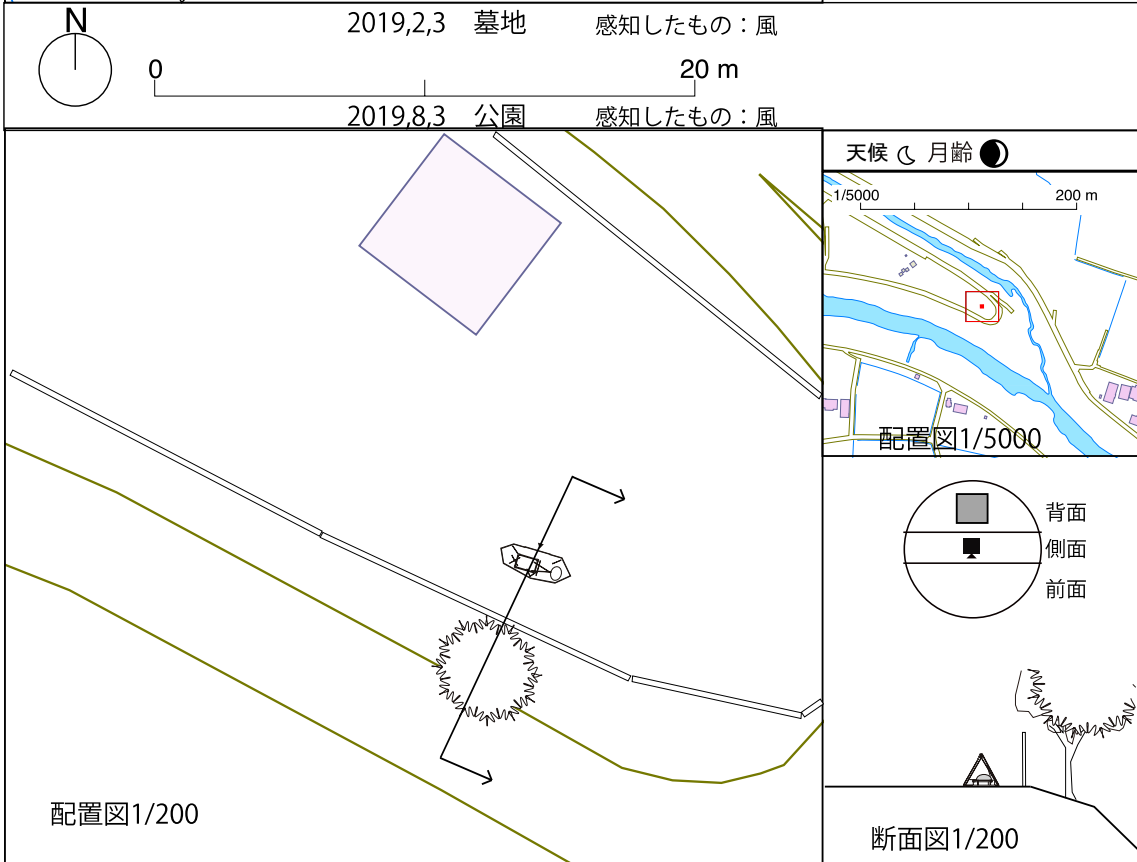 N
2019,2,3 墓地 感知したもの：風
0 20 m
2019,8,3 公園 感知したもの：風
天候 月齢
1/5000 200 m
配置図1/5000
背面
側面
前面
配置図1/200
断面図1/200